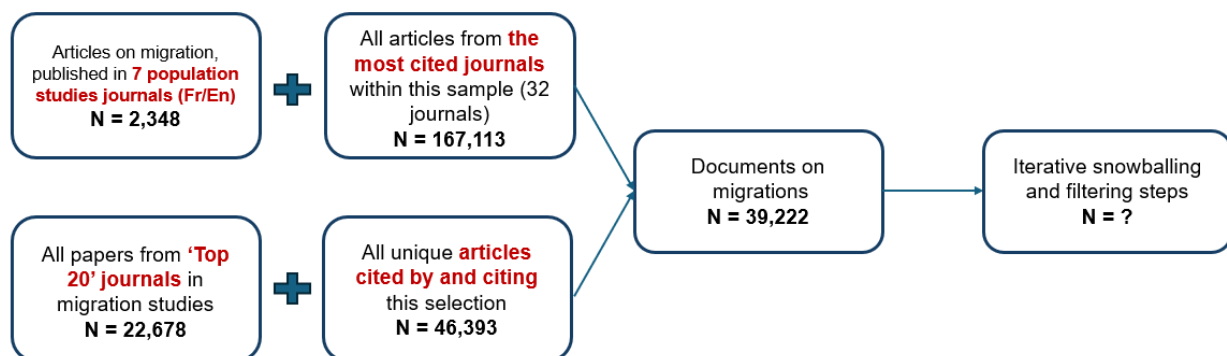 Articles on migration,
published in 7 population
studies journals (Fr/En)
N = 2,348
All articles from the
most cited journals
within this sample (32
journals)
N = 167,113
All papers from ‘Top
20’ journals in
migration studies
N = 22,678
All unique articles
cited by and citing
this selection
N = 46,393
Documents on
migrations
N = 39,222
Iterative snowballing
and filtering steps
N = ?